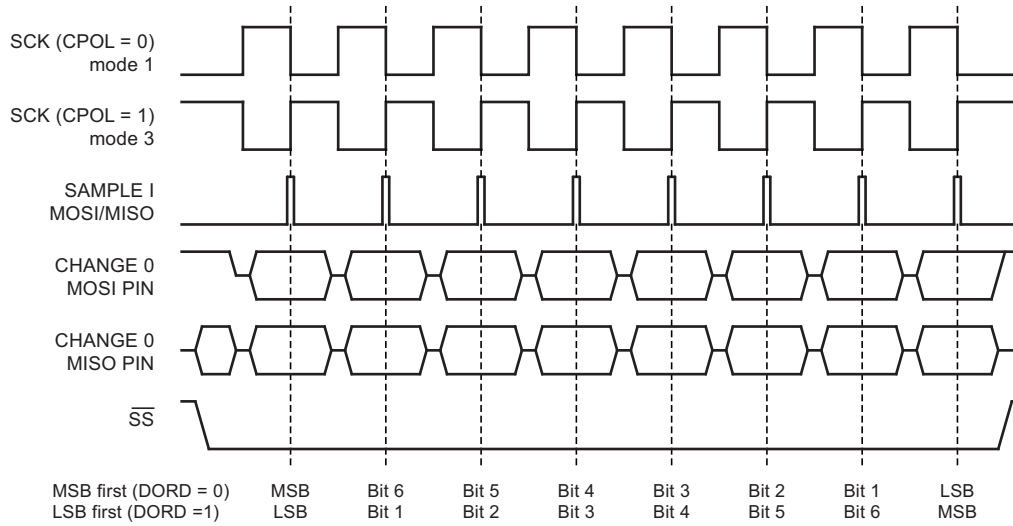 SCK (CPOL = 0)
mode 1
SCK (CPOL = 1)
mode 3
SAMPLE I
MOSI/MISO
CHANGE 0
MOSI PIN
CHANGE 0
MISO PIN
SS
MSB first (DORD = 0) MSB Bit 6 Bit 5 Bit 4 Bit 3 Bit 2 Bit 1 LSB
LSB first (DORD =1) LSB Bit 1 Bit 2 Bit 3 Bit 4 Bit 5 Bit 6 MSB